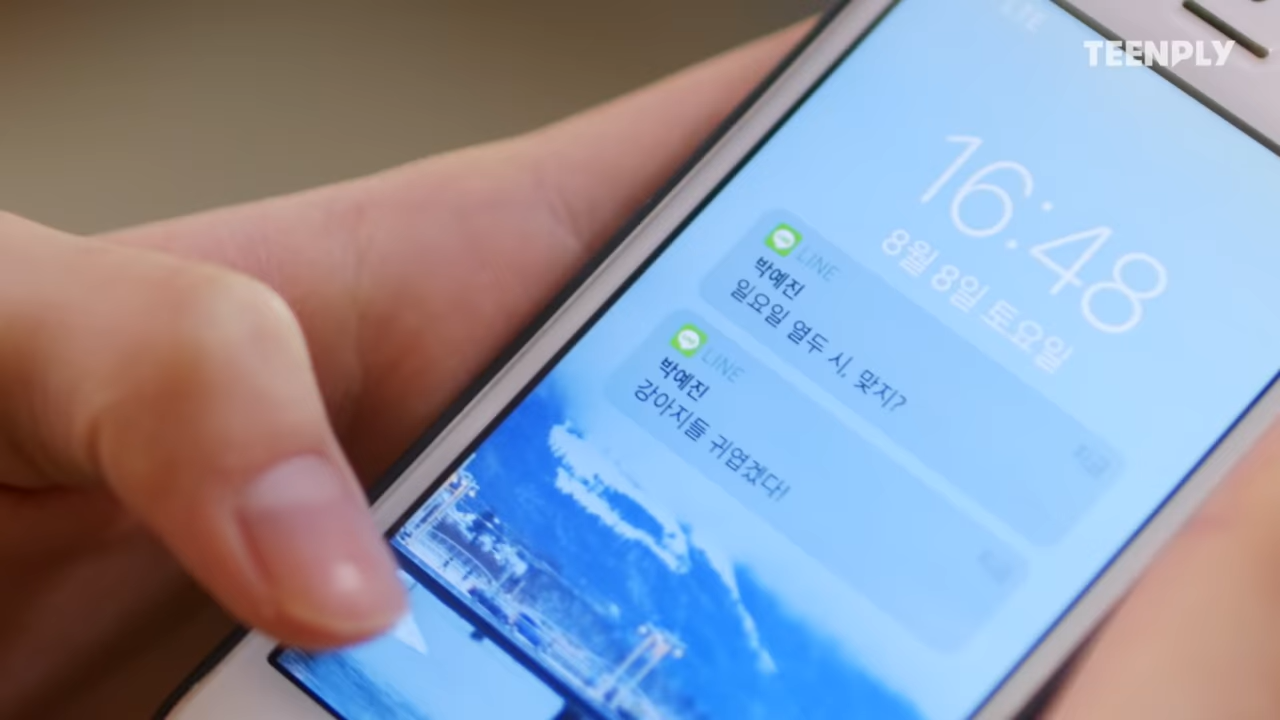 LTE
TEENPLY
16:48
8월 8일 토요일
LINE
박예진
일요일 열두 시, 맞지?
LINE
박예진
강아지들 귀엽겠다!